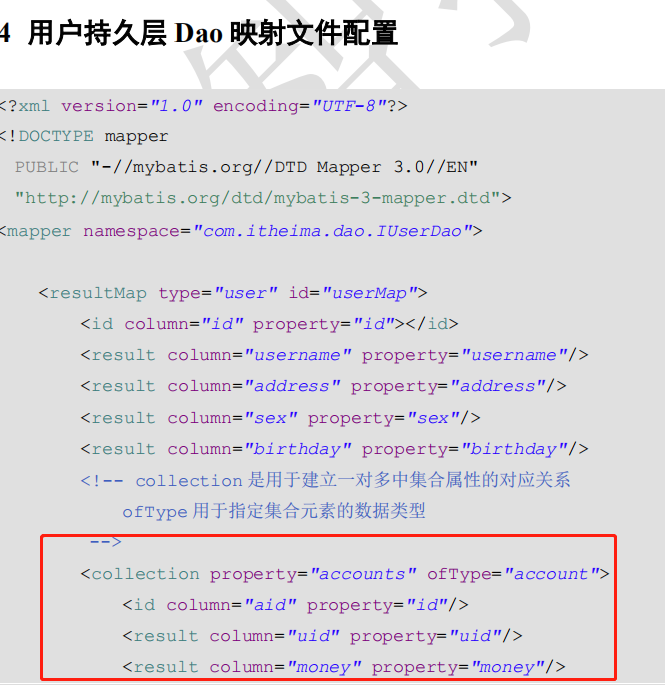 4 用户持久层 Dao 映射文件配置
<?xml version="1.0" encoding="UTF-8"?>
<!DOCTYPE mapper
PUBLIC "-//mybatis.org//DTD Mapper 3.0//EN"
"http://mybatis.org/dtd/mybatis-3-mapper.dtd">
<mapper namespace="com.itheima.dao.IUserDao">
<resultMap type="user" id="userMap">
<id column="id" property="id"></id>
<result column="username" property="username"/>
<result column="address" property="address"/>
<result column="sex" property="sex"/>
<result column="birthday" property="birthday"/>
<!-- collection 是用于建立一对多中集合属性的对应关系
ofType 用于指定集合元素的数据类型
-->
<collection property="accounts" ofType="account">
<id column="aid" property="id"/>
<result column="uid" property="uid"/>
<result column="money" property="money"/>